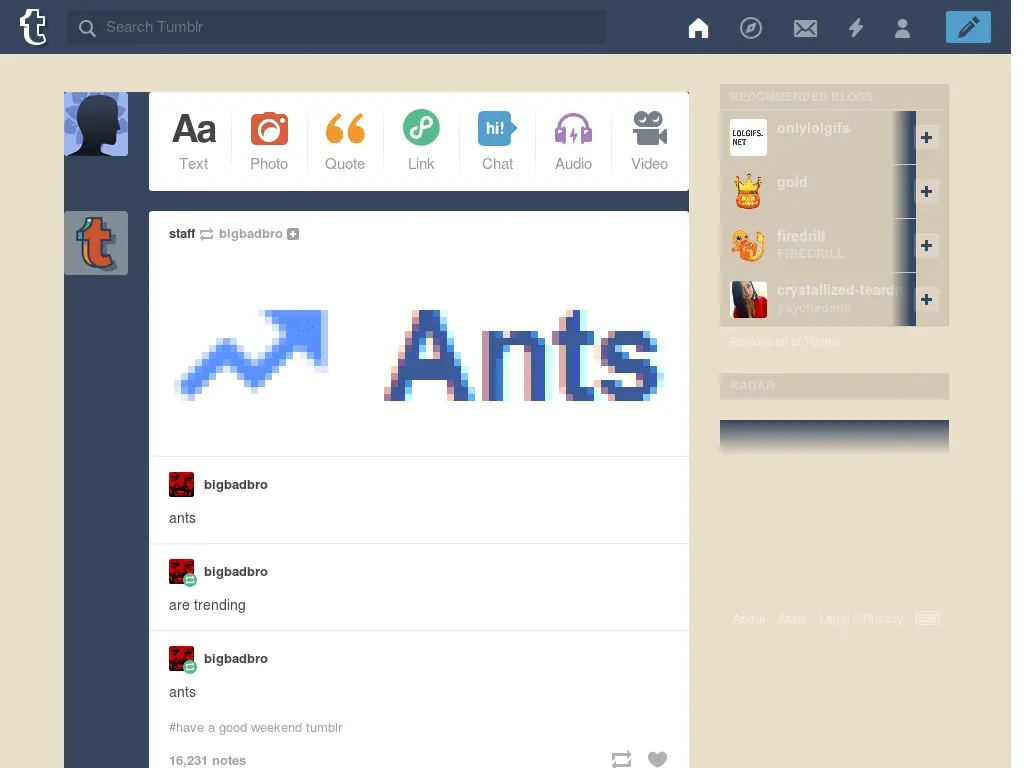 Search Tumblr
Aa
Text
Photo
Quote
Link
hi!
Chat
Audio
Video
staff bigbadbro
Ants
bigbadbro
ants
bigbadbro
are trending
bigbadbro
ants
#have a good weekend tumblr
16,231 notes
RECOMMENDED BLOGS
LOLGIFS.
NET
onlylolgifs
gold
firedrill
FIREDRILL
crystallized-teardr
psychedelic
Explore all of Tumblr
RADAR
About Apps Legal Privacy